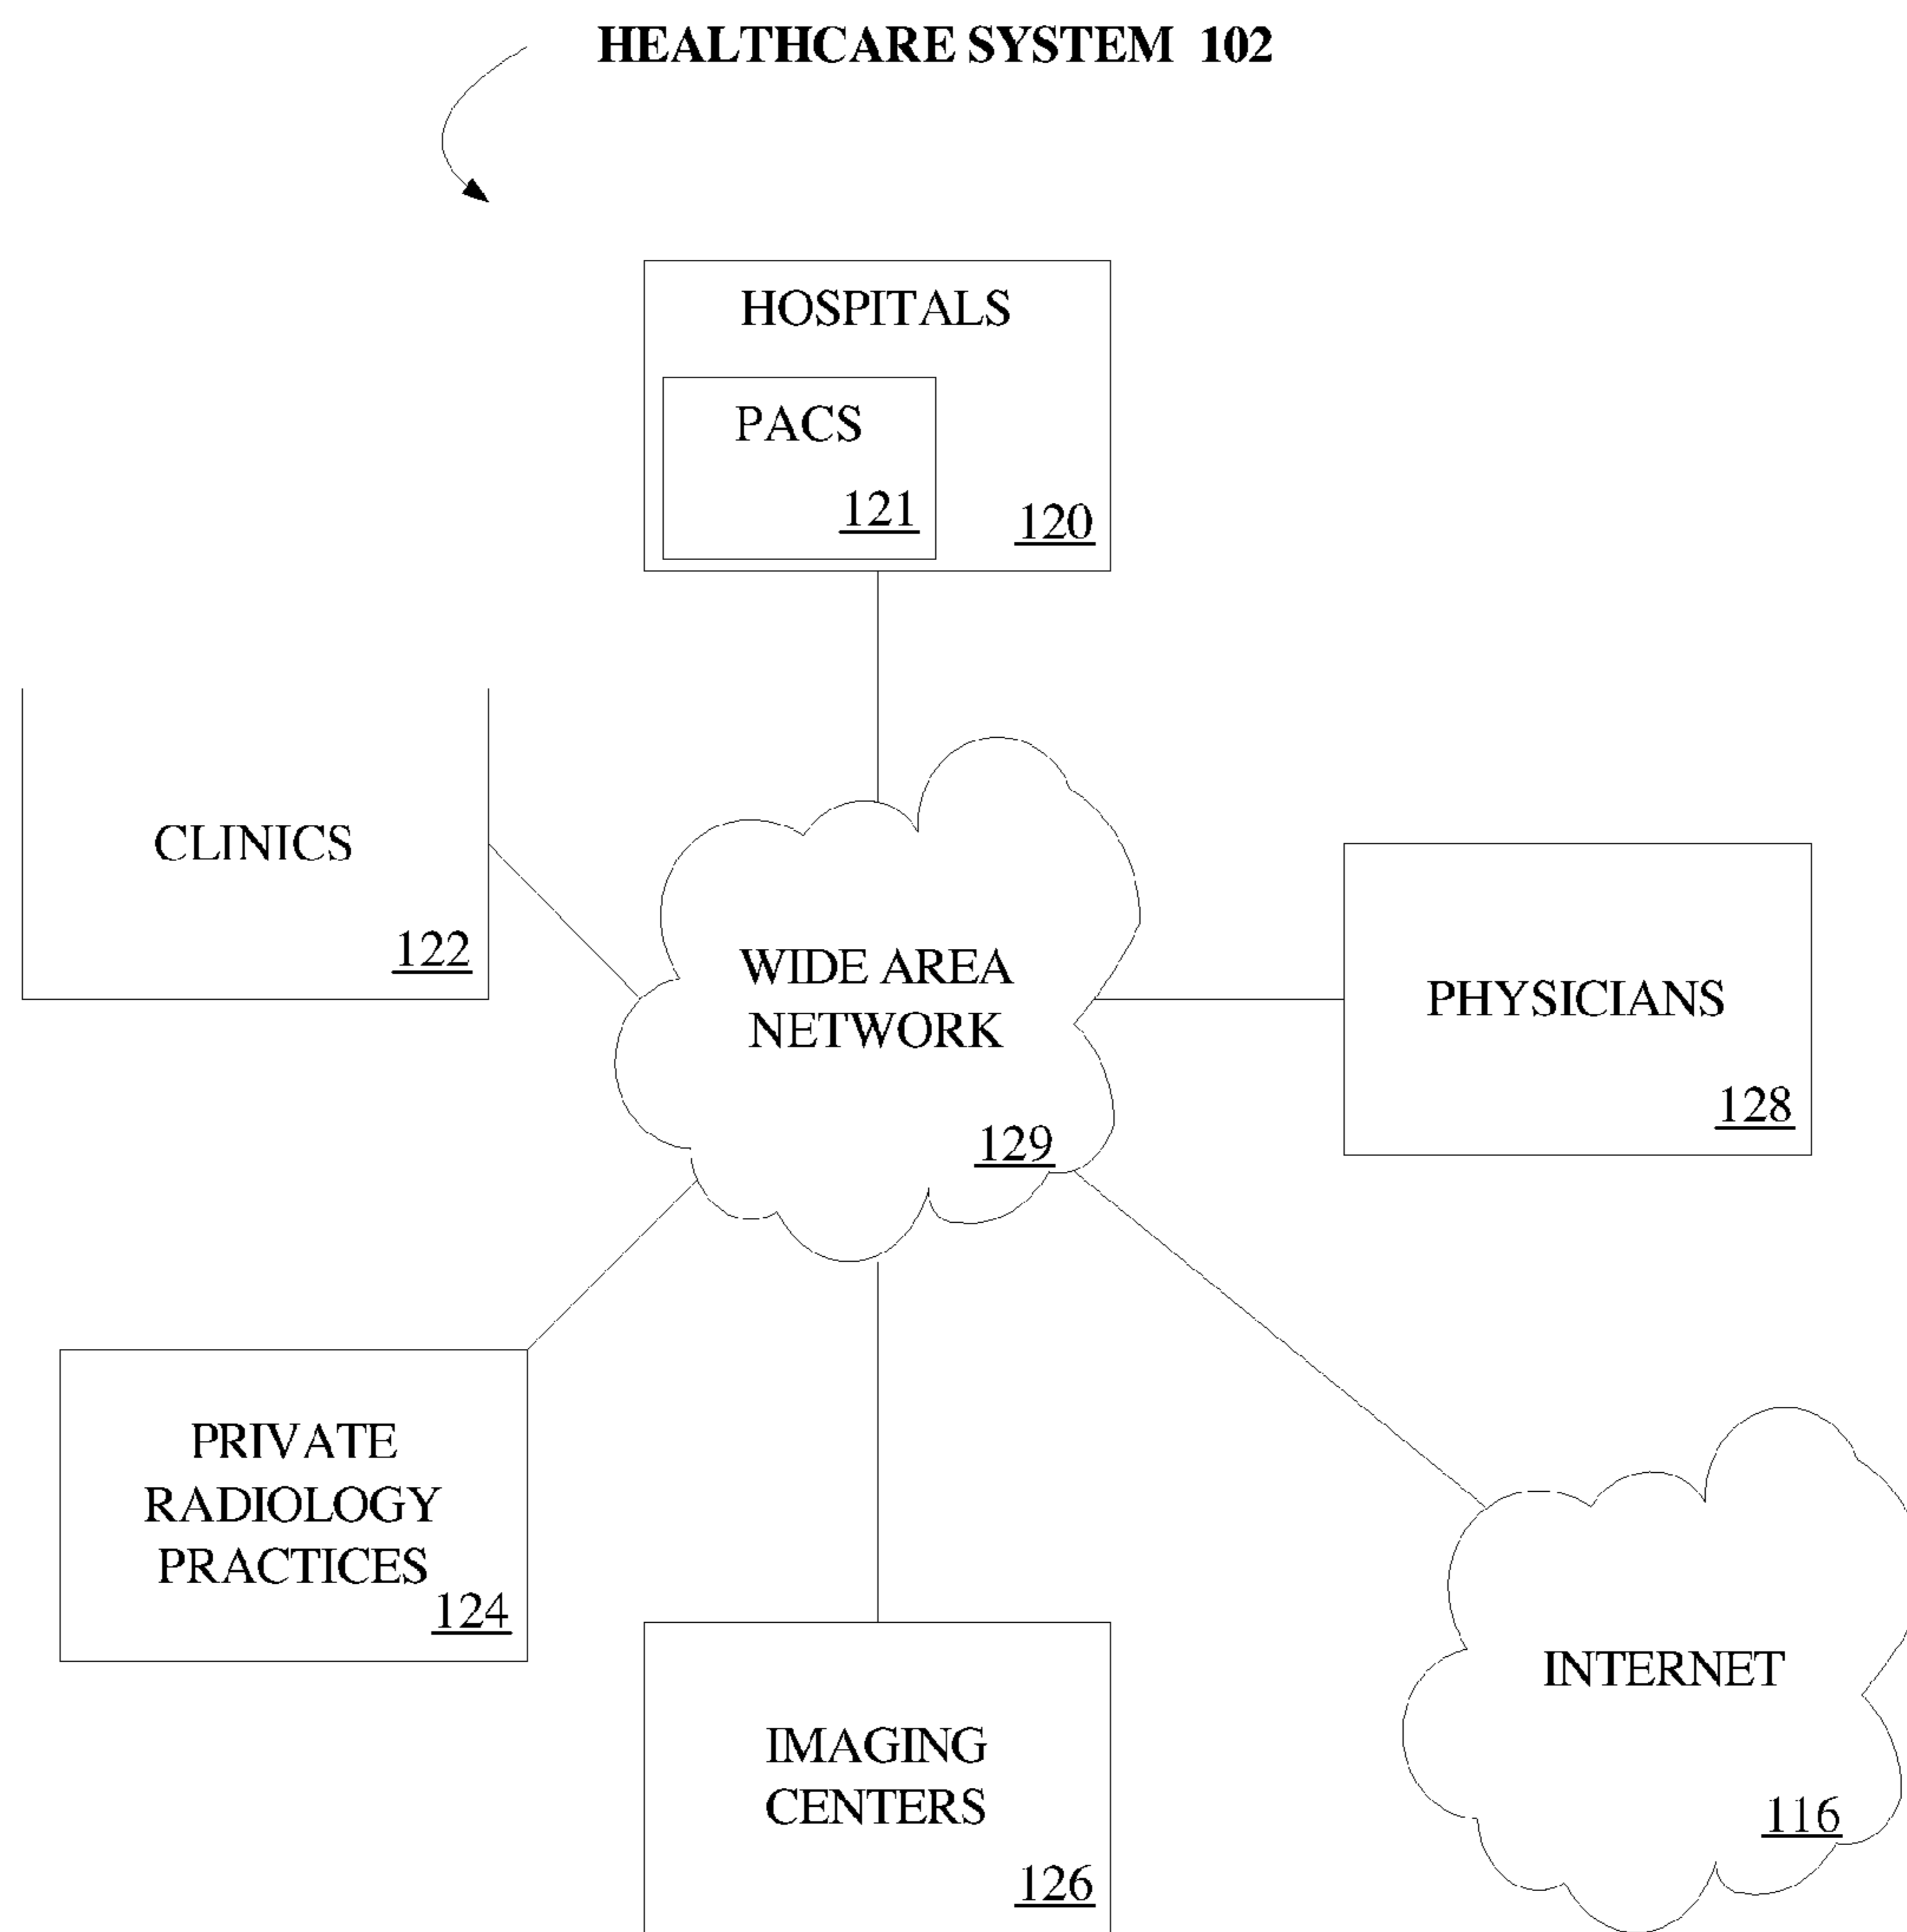 HEALTHCARE SYSTEM 102
HOSPITALS
PACS
121
120
CLINICS
122
WIDE AREA
NETWORK
129
PHYSICIANS
128
PRIVATE
RADIOLOGY
PRACTICES
124
IMAGING
CENTERS
126
INTERNET
116